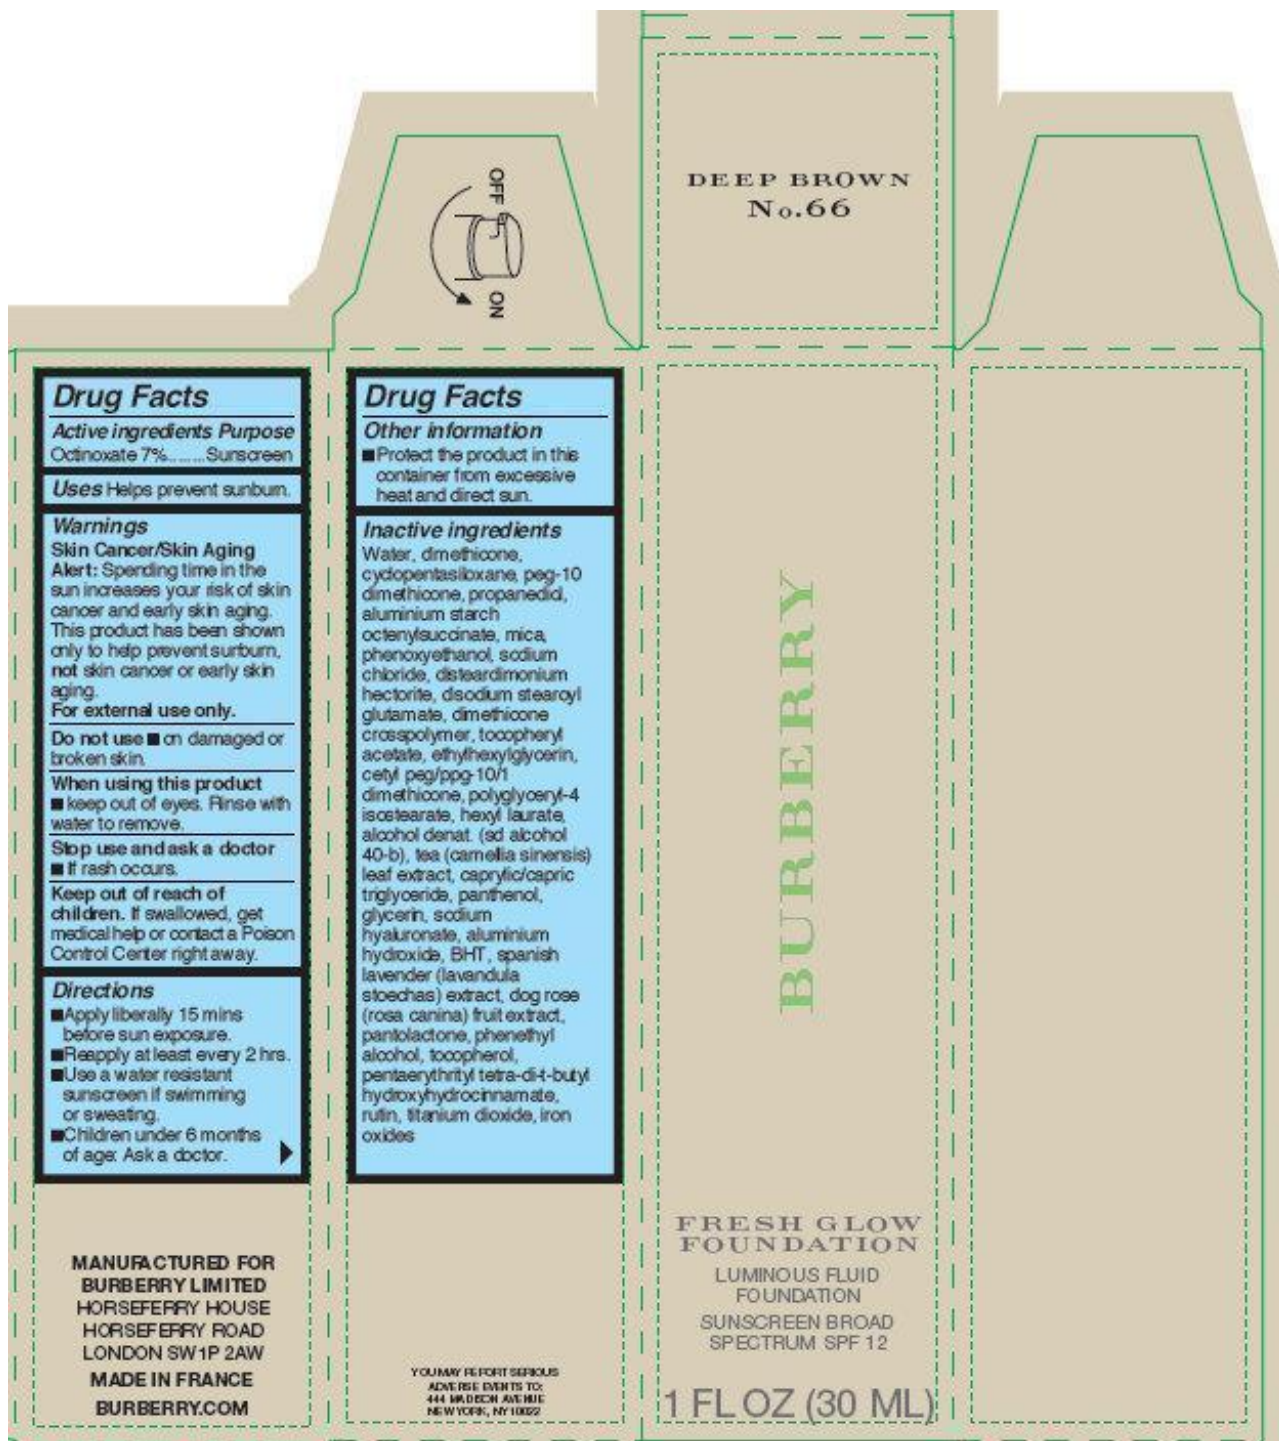 OFF
ON
DEEP BROWN
No.66
Drug Facts
Active ingredients Purpose
Octinoxate 7%........Sunscreen
Uses Helps prevent sunburn.
Warnings
Skin Cancer/Skin Aging
Alert: Spending time in the
sun increases your risk of skin
cancer and early skin aging.
This product has been shown
only to help prevent sunburn,
not skin cancer or early skin
aging.
For external use only.
Do not use ■ on damaged or
broken skin.
When using this product
■ keep out of eyes. Rinse with
water to remove.
Stop use and ask a doctor
■ If rash occurs.
Keep out of reach of
children. If swallowed, get
medical help or contact a Poison
Control Center right away.
Directions
■Apply liberally 15 mins
before sun exposure.
■Reapply at least every 2 hrs.
■Use a water resistant
sunscreen if swimming
or sweating.
■Children under 6 months
of age: Ask a doctor.
MANUFACTURED FOR
BURBERRY LIMITED
HORSEFERRY HOUSE
HORSEFERRY ROAD
LONDON SW1P 2AW
MADE IN FRANCE
BURBERRY.COM
Drug Facts
Other information
■Protect the product in this
container from excessive
heat and direct sun.
Inactive ingredients
Water, dimethicone,
cyclopentasiloxane, peg-10
dimethicone, propanediol,
aluminium starch
octenylsuccinate, mica,
phenoxyethanol, sodium
chloride, disteardimonium
hectorite, disodium stearoyl
glutamate, dimethicone
crosspolymer, tocopheryl
acetate, ethylhexylglycerin,
cetyl peg/ppg-10/1
dimethicone, polyglyceryl-4
isostearate, hexyl laurate,
alcohol denat. (sd alcohol
40-b), tea (camellia sinensis)
leaf extract, caprylic/capric
triglyceride, panthenol,
glycerin, sodium
hyaluronate, aluminium
hydroxide, BHT, spanish
lavender (lavandula
stoechas) extract, dog rose
(rosa canina) fruit extract,
pantolactone, phenethyl
alcohol, tocopherol,
pentaerythrityl tetra-di-t-butyl
hydroxyhydrocinnamate,
rutin, titanium dioxide, iron
oxides
YOU MAY REPORT SERIOUS
ADVERSE EVENTS TO:
444 MADISON AVENUE
NEW YORK, NY 10022
BURBERRY
FRESH GLOW
FOUNDATION
LUMINOUS FLUID
FOUNDATION
SUNSCREEN BROAD
SPECTRUM SPF 12
1 FL OZ (30 ML)